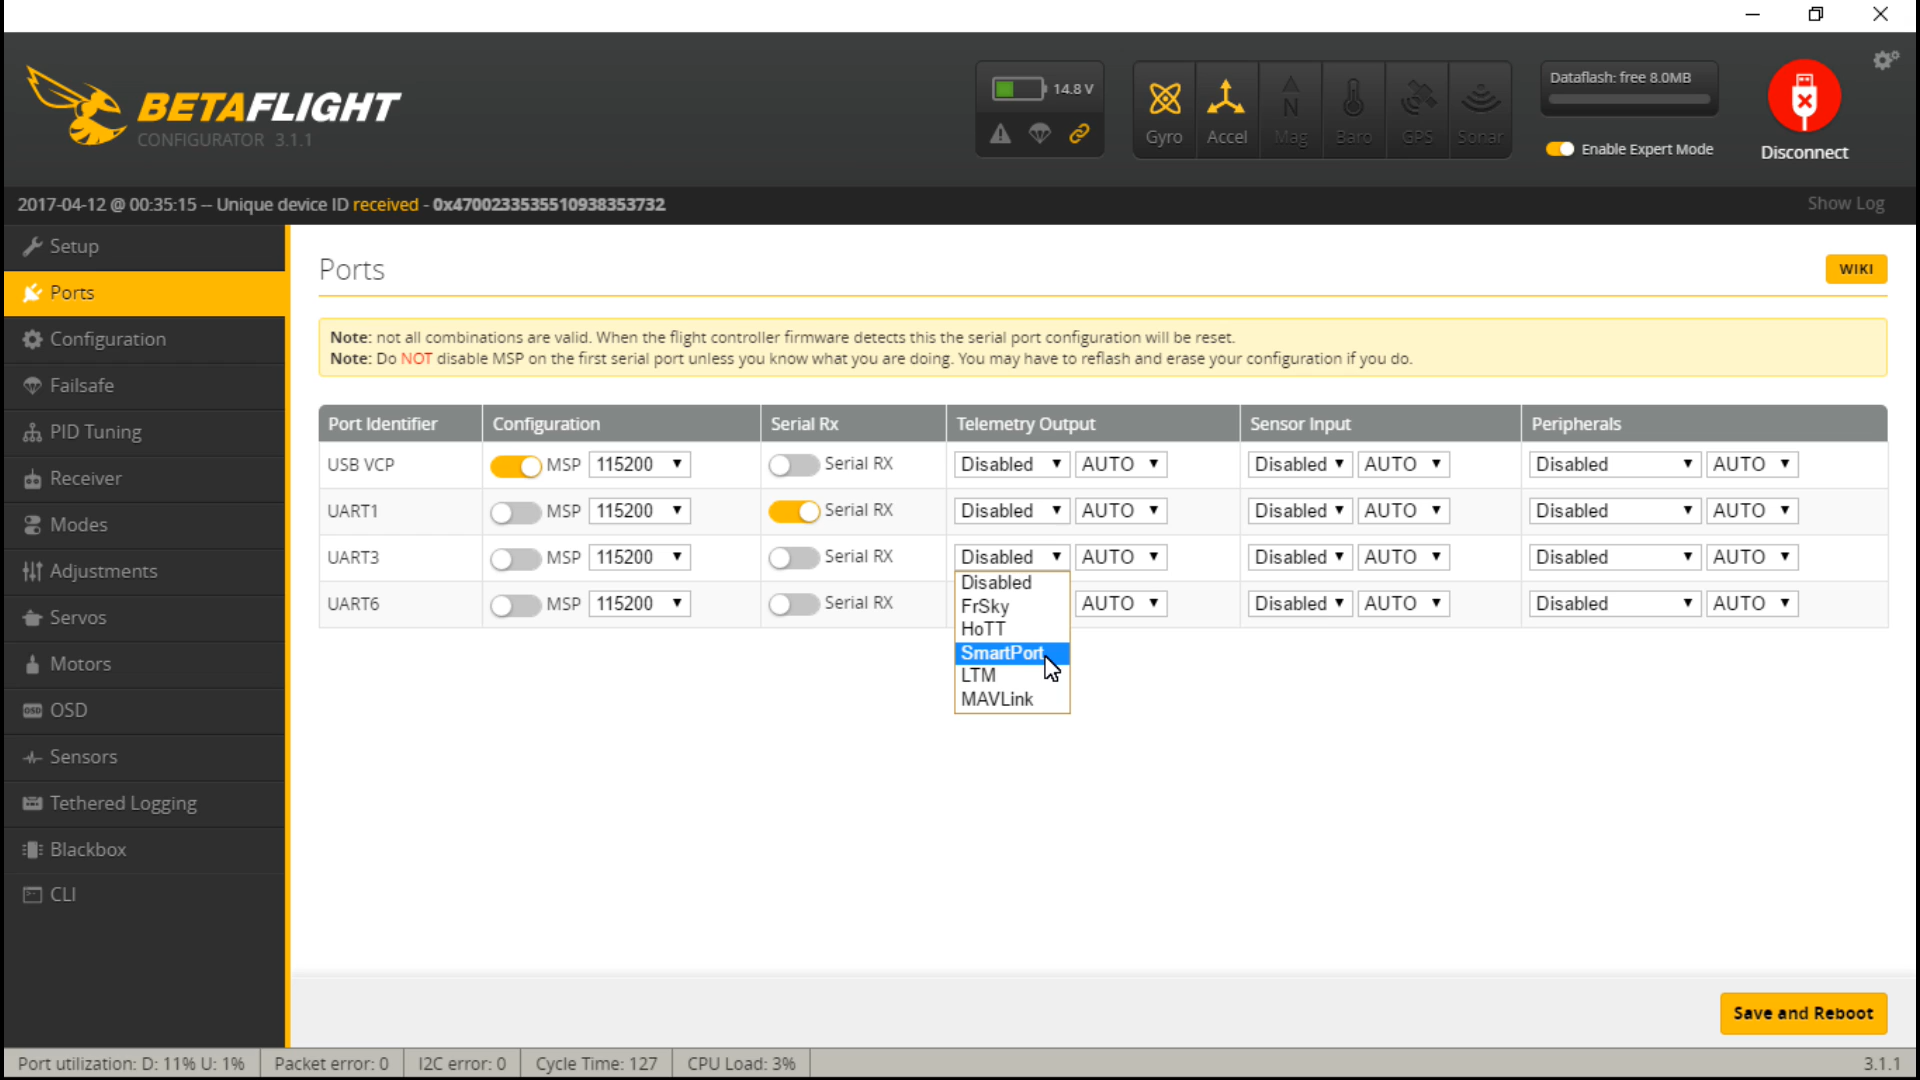 BETAFLIGHT
CONFIGURATOR 3.1.1
14.8 V
Gyro
Accel
Mag
Baro
GPS
Sonar
Dataflash: free 8.0MB
Enable Expert Mode
Disconnect
2017-04-12 @ 00:35:15 -- Unique device ID received - 0x4700233535510938353732
Show Log
Setup
Ports
Configuration
Failsafe
PID Tuning
Receiver
Modes
Adjustments
Servos
Motors
OSD OSD
Sensors
Tethered Logging
Blackbox
CLI
Ports
WIKI
Note: not all combinations are valid. When the flight controller firmware detects this the serial port configuration will be reset.
Note: Do NOT disable MSP on the first serial port unless you know what you are doing. You may have to reflash and erase your configuration if you do.
Port Identifier Configuration Serial Rx Telemetry Output Sensor Input Peripherals
USB VCP MSP 115200 Serial RX Disabled AUTO Disabled AUTO Disabled AUTO
UART1 MSP 115200 Serial RX Disabled AUTO Disabled AUTO Disabled AUTO
UART3 MSP 115200 Serial RX Disabled AUTO Disabled AUTO Disabled AUTO
UART6 MSP 115200 Serial RX AUTO Disabled AUTO Disabled AUTO
Disabled
FrSky
HoTT
SmartPort
LTM
MAVLink
Save and Reboot
Port utilization: D: 11% U: 1% Packet error: 0 I2C error: 0 Cycle Time: 127 CPU Load: 3% 3.1.1